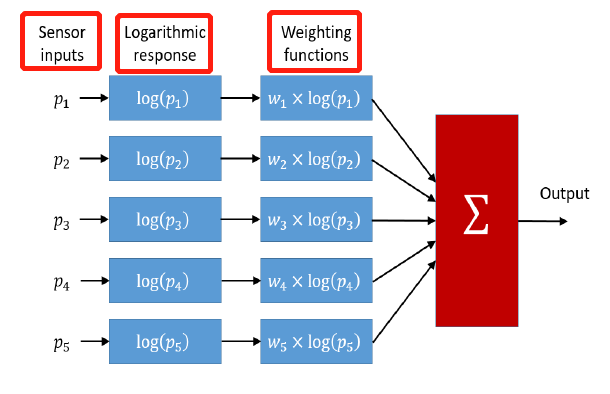 Sensor inputs
Logarithmic response
Weighting functions
p₁ log(p₁) w₁ × log(p₁)
p₂ log(p₂) w₂ × log(p₂)
p₃ log(p₃) w₃ × log(p₃)
p₄ log(p₄) w₄ × log(p₄)
p₅ log(p₅) w₅ × log(p₅)
∑
Output